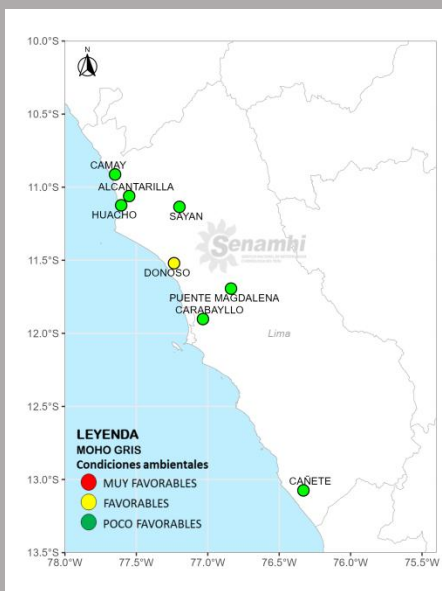 N
10.0°S
10.5°S
11.0°S
11.5°S
12.0°S
12.5°S
13.0°S
13.5°S
CAMAY
ALCANTARILLA
HUACHO
SAYAN
Senamhi
DONOSO
PUENTE MAGDALENA
CARABAYLLO
Lima
CAÑETE
LEYENDA
MOHO GRIS
Condiciones ambientales
MUY FAVORABLES
FAVORABLES
POCO FAVORABLES
78.0°W 77.5°W 77.0°W 76.5°W 76.0°W 75.5°W